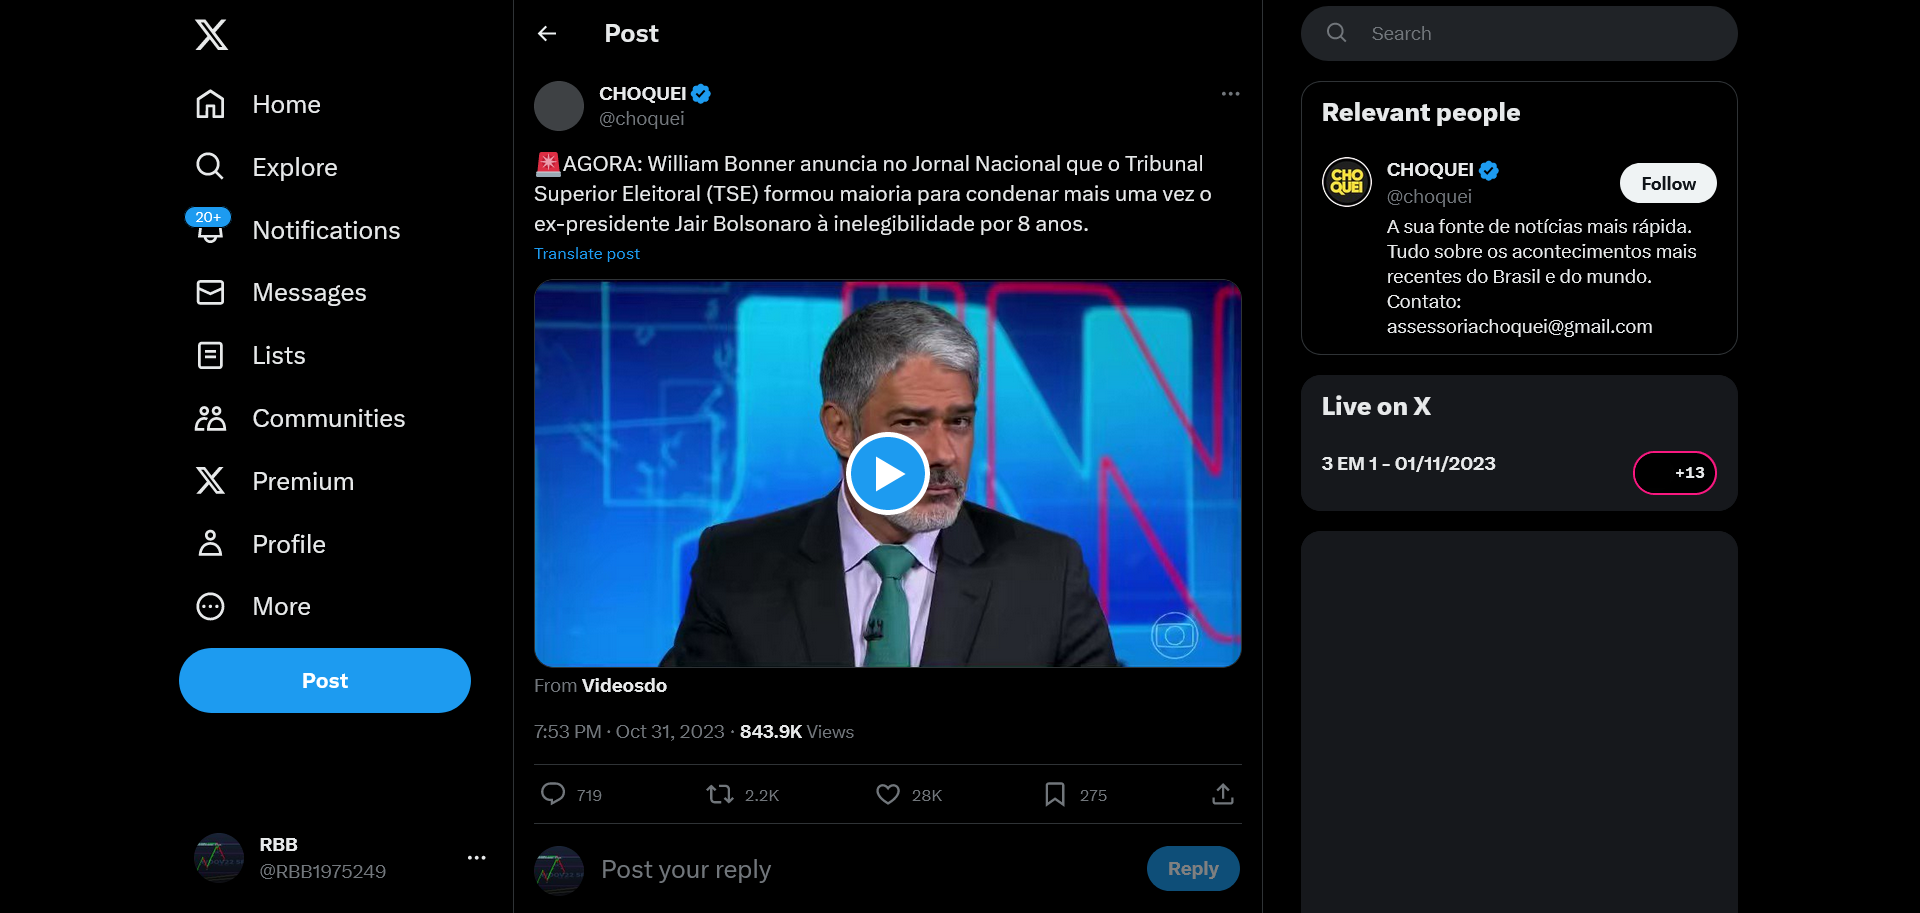 Home
Explore
20+
Notifications
Messages
Lists
Communities
Premium
Profile
More
Post
RBB
@RBB1975249
Post
CHOQUEI
@choquei
🚨AGORA: William Bonner anuncia no Jornal Nacional que o Tribunal
Superior Eleitoral (TSE) formou maioria para condenar mais uma vez o
ex-presidente Jair Bolsonaro à inelegibilidade por 8 anos.
Translate post
From Videosdo
7:53 PM · Oct 31, 2023 · 843.9K Views
719 2.2K 28K 275
Post your reply
Reply
Search
Relevant people
CHO
QUEI
CHOQUEI
@choquei
Follow
A sua fonte de notícias mais rápida.
Tudo sobre os acontecimentos mais
recentes do Brasil e do mundo.
Contato:
assessoriachoquei@gmail.com
Live on X
3 EM 1 - 01/11/2023
+13